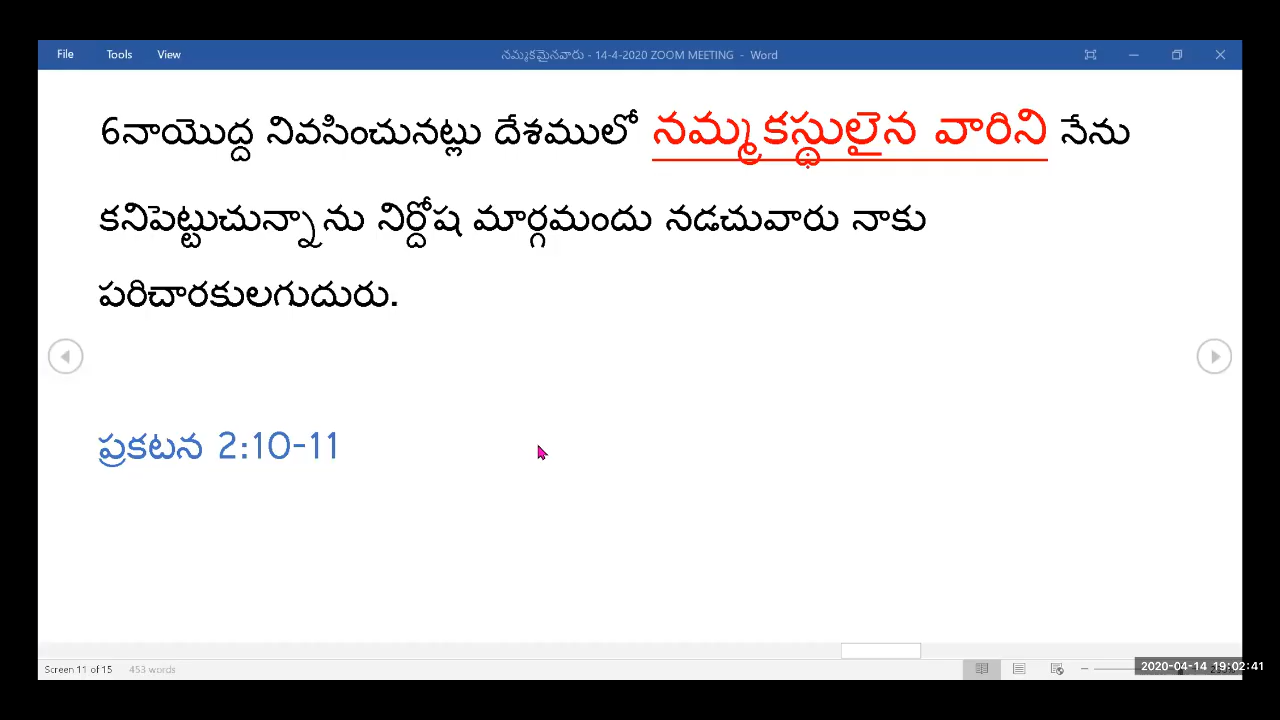 File Tools View నమ్మకమైనవారు - 14-4-2020 ZOOM MEETING - Word
6నాయొద్ద నివసించునట్లు దేశములో నమ్మకస్థులైన వారిని నేను
కనిపెట్టుచున్నాను నిర్దోష మార్గమందు నడచువారు నాకు
పరిచారకులగుదురు.
ప్రకటన 2:10-11
Screen 11 of 15 453 words
2020-04-14 19:02:41